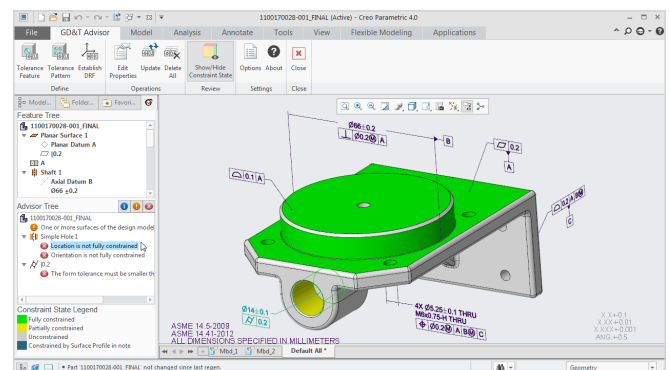 1100170028-001_FINAL (Active) - Creo Parametric 4.0
File GD&T Advisor Model Analysis Annotate Tools View Flexible Modeling Applications
Tolerance Feature Tolerance Pattern Establish DRF Edit Properties Update Delete All Show/Hide Constraint State Options About Close
Define Operations Review Settings Close
Model... Folder... Favori...
Feature Tree
1100170028-001_FINAL
Planar Surface 1
Planar Datum A
|0.2
A
Shaft 1
Axial Datum B
Ø66 ±0.2
Advisor Tree
1100170028-001_FINAL
One or more surfaces of the design model
Simple Hole 1
Location is not fully constrained
Orientation is not fully constrained
|0.2
The form tolerance must be smaller th
Constraint State Legend
Fully constrained
Partially constrained
Unconstrained
Constrained by Surface Profile in note
Ø66±0.2
Ø0.2Ⓜ A
B
0.2
A
0.1 A
0.2 A BⓂ
C
Ø14±0.1
0.2
4X Ø6.25±0.1 THRU
M6x0.75-H THRU
Ø0.2Ⓜ A BⓂ C
ASME 14.5-2009
ASME 14.41-2012
ALL DIMENSIONS SPECIFIED IN MILLIMETERS
X.X+0.1
X.XX+0.01
X.XXX+0.001
ANG.+0.5
Mbd_1 Mbd_2 Default All *
• Part '1100170028-001_FINAL' not changed since last regen.
Geometry